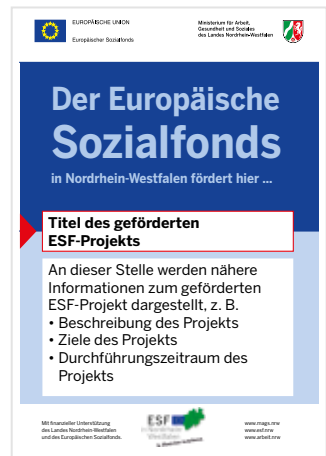 EUROPÄISCHE UNION
Europäischer Sozialfonds
Ministerium für Arbeit,
Gesundheit und Soziales
des Landes Nordrhein-Westfalen
Der Europäische
Sozialfonds
in Nordrhein-Westfalen fördert hier ...
Titel des geförderten
ESF-Projekts
An dieser Stelle werden nähere
Informationen zum geförderten
ESF-Projekt dargestellt, z. B.
• Beschreibung des Projekts
• Ziele des Projekts
• Durchführungszeitraum des
Projekts
Mit finanzieller Unterstützung
des Landes Nordrhein-Westfalen
und des Europäischen Sozialfonds.
ESF
in Nordrhein
Westfalen
www.mags.nrw
www.esf.nrw
www.arbeit.nrw